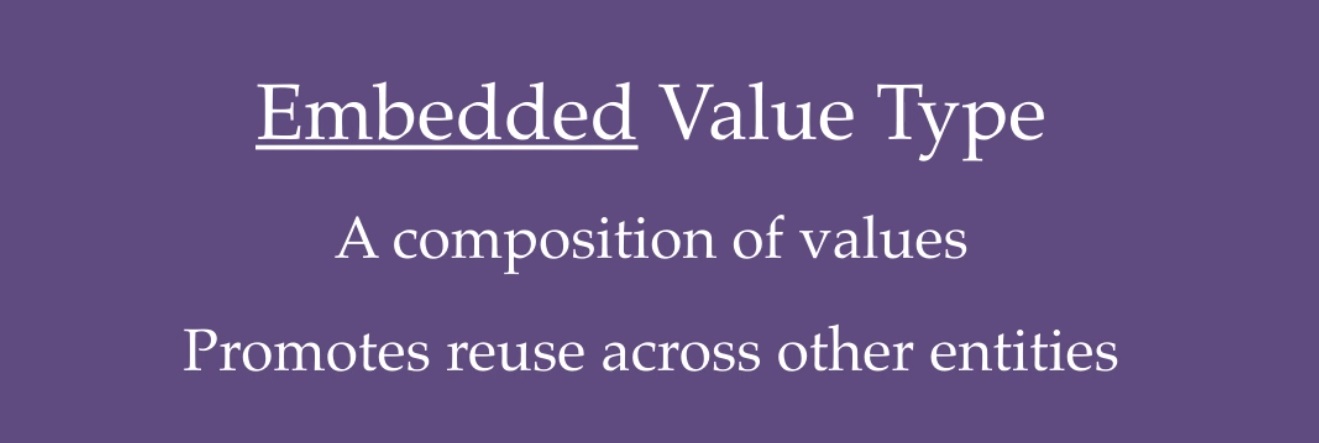 Embedded Value Type
A composition of values
Promotes reuse across other entities